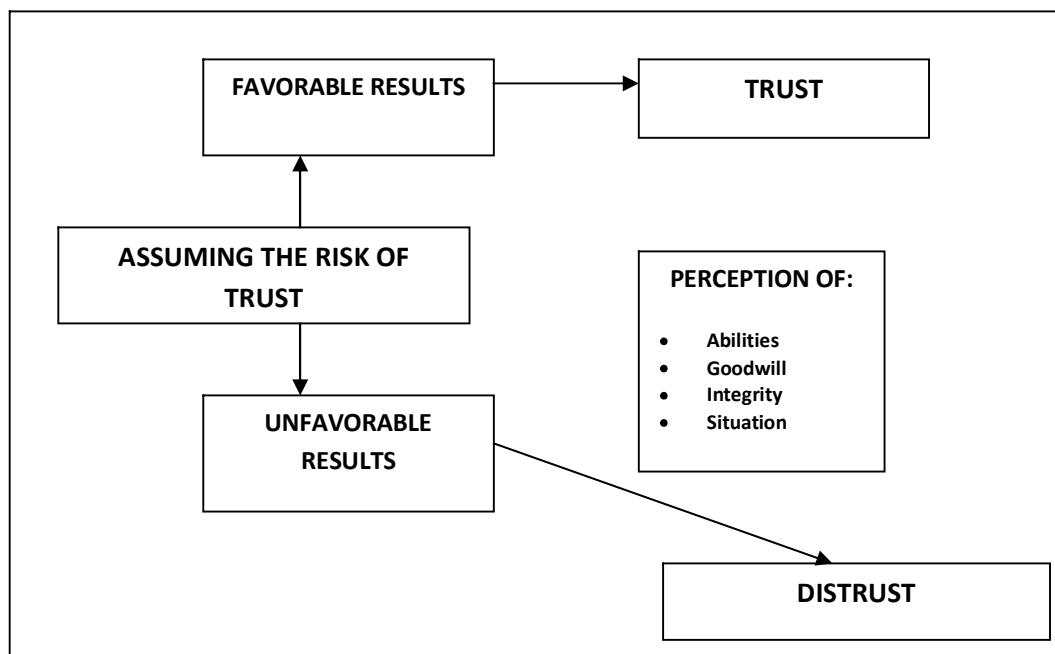 FAVORABLE RESULTS
TRUST
ASSUMING THE RISK OF
TRUST
PERCEPTION OF:
• Abilities
• Goodwill
• Integrity
• Situation
UNFAVORABLE
RESULTS
DISTRUST